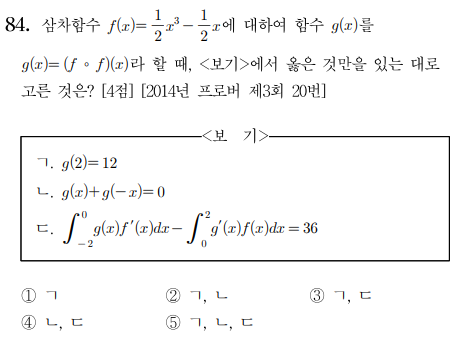 84. 삼차함수 f(x)=1/2x³−1/2x에 대하여 함수 g(x)를
g(x)=(f∘f)(x)라 할 때, <보기>에서 옳은 것만을 있는 대로
고른 것은? [4점] [2014년 프로버 제3회 20번]
<보 기>
ㄱ. g(2)=12
ㄴ. g(x)+g(−x)=0
ㄷ. ∫_{−2}^{0} g(x)f′(x)dx−∫_{0}^{2} g′(x)f(x)dx=36
① ㄱ ② ㄱ, ㄴ ③ ㄱ, ㄷ
④ ㄴ, ㄷ ⑤ ㄱ, ㄴ, ㄷ